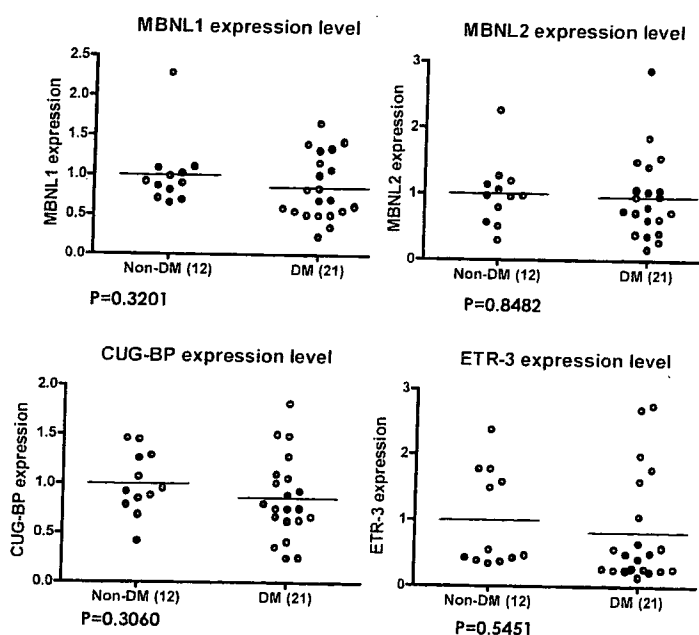 MBNL1 expression level
MBNL1 expression
2.5
2.0
1.5
1.0
0.5
0.0
Non-DM (12) DM (21)
P=0.3201
MBNL2 expression level
MBNL2 expression
3
2
1
0
Non-DM (12) DM (21)
P=0.8482
CUG-BP expression level
CUG-BP expression
2.0
1.5
1.0
0.5
0.0
Non-DM (12) DM (21)
P=0.3060
ETR-3 expression level
ETR-3 expression
3
2
1
0
Non-DM (12) DM (21)
P=0.5451